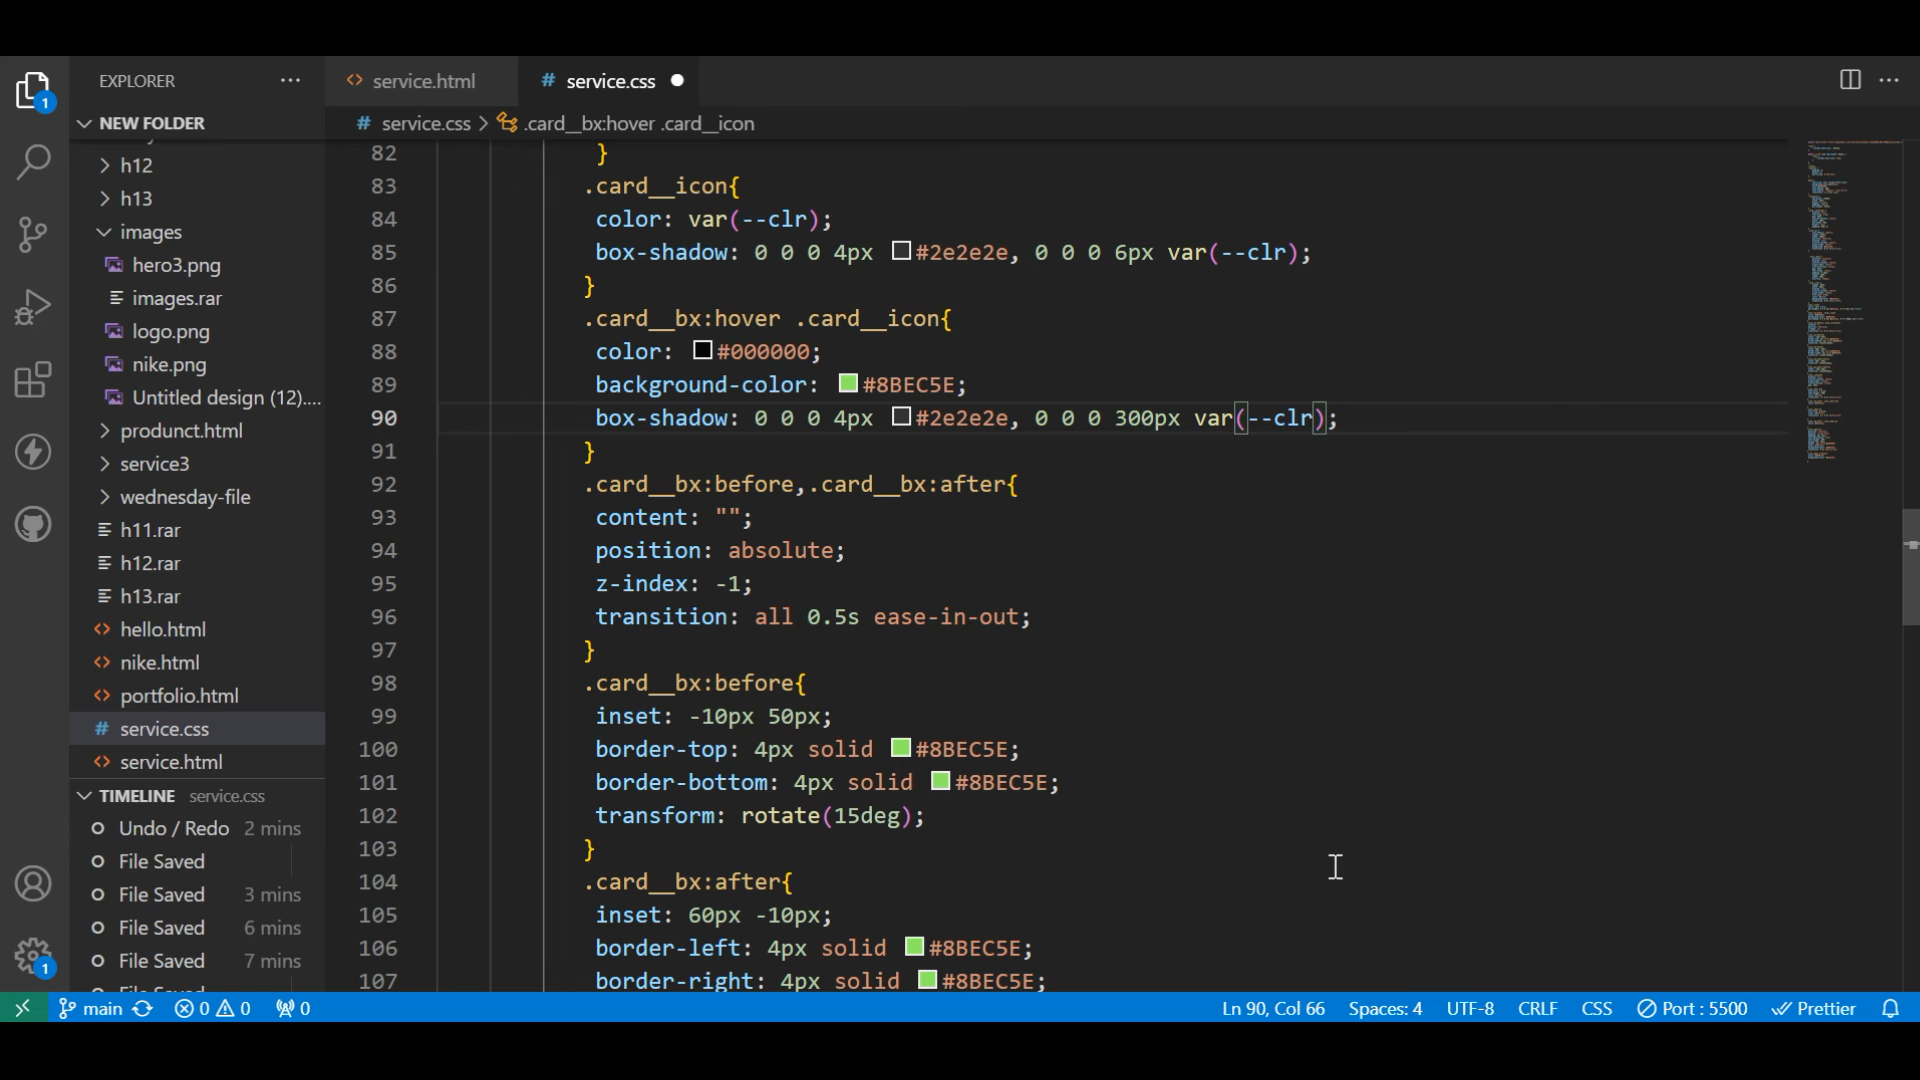 EXPLORER
service.html
# service.css
NEW FOLDER
# service.css > .card__bx:hover .card__icon
h12
h13
images
hero3.png
images.rar
logo.png
nike.png
Untitled design (12)....
produnct.html
service3
wednesday-file
h11.rar
h12.rar
h13.rar
hello.html
nike.html
portfolio.html
# service.css
service.html
TIMELINE service.css
Undo / Redo 2 mins
File Saved
File Saved 3 mins
File Saved 6 mins
File Saved 7 mins
82 }
83 .card__icon{
84 color: var(--clr);
85 box-shadow: 0 0 0 4px #2e2e2e, 0 0 0 6px var(--clr);
86 }
87 .card__bx:hover .card__icon{
88 color: #000000;
89 background-color: #8BEC5E;
90 box-shadow: 0 0 0 4px #2e2e2e, 0 0 0 300px var(--clr);
91 }
92 .card__bx:before,.card__bx:after{
93 content: "";
94 position: absolute;
95 z-index: -1;
96 transition: all 0.5s ease-in-out;
97 }
98 .card__bx:before{
99 inset: -10px 50px;
100 border-top: 4px solid #8BEC5E;
101 border-bottom: 4px solid #8BEC5E;
102 transform: rotate(15deg);
103 }
104 .card__bx:after{
105 inset: 60px -10px;
106 border-left: 4px solid #8BEC5E;
107 border-right: 4px solid #8BEC5E;
1
1
main 0 0 0 Ln 90, Col 66 Spaces: 4 UTF-8 CRLF CSS Port : 5500 Prettier